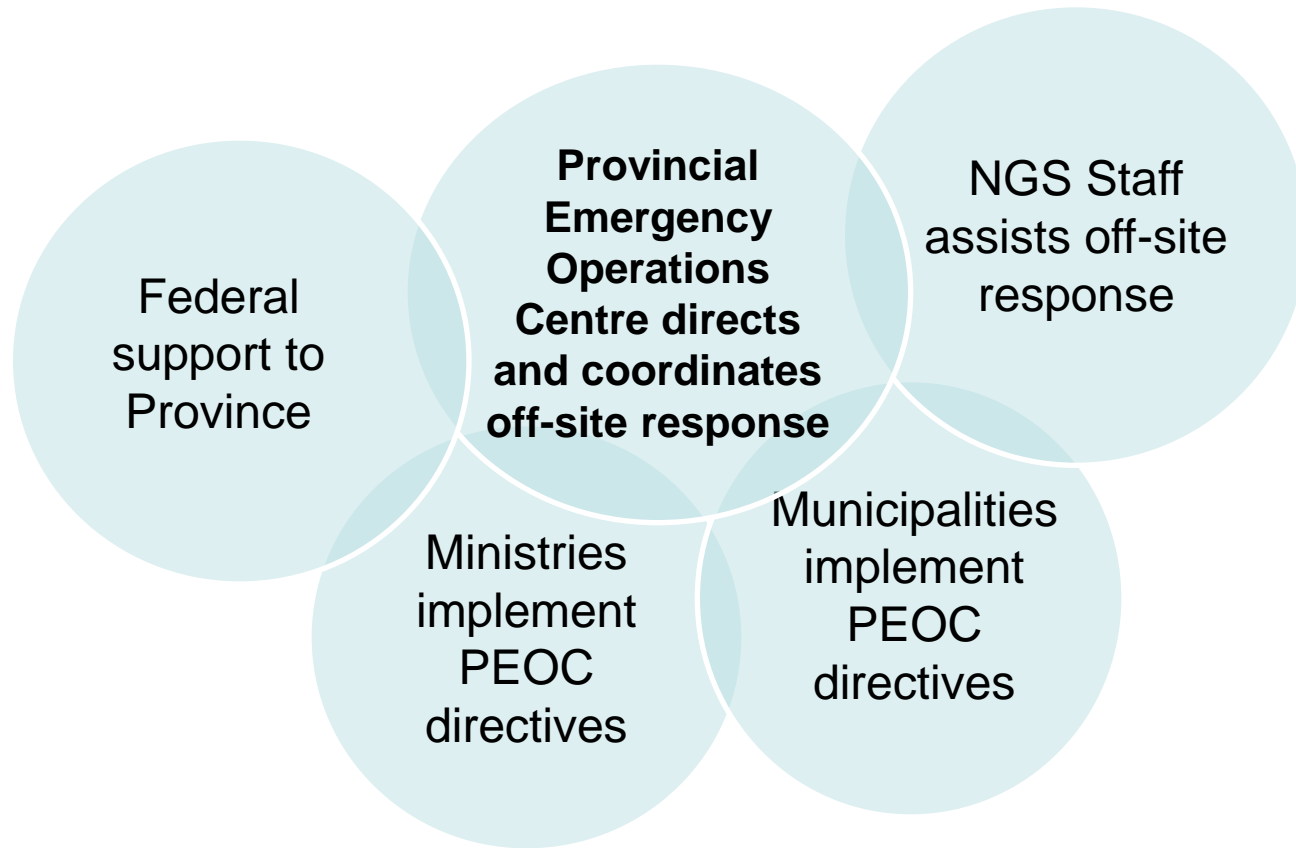 Provincial
Emergency
Operations
Centre directs
and coordinates
off-site response
NGS Staff
assists off-site
response
Federal
support to
Province
Ministries
implement
PEOC
directives
Municipalities
implement
PEOC
directives